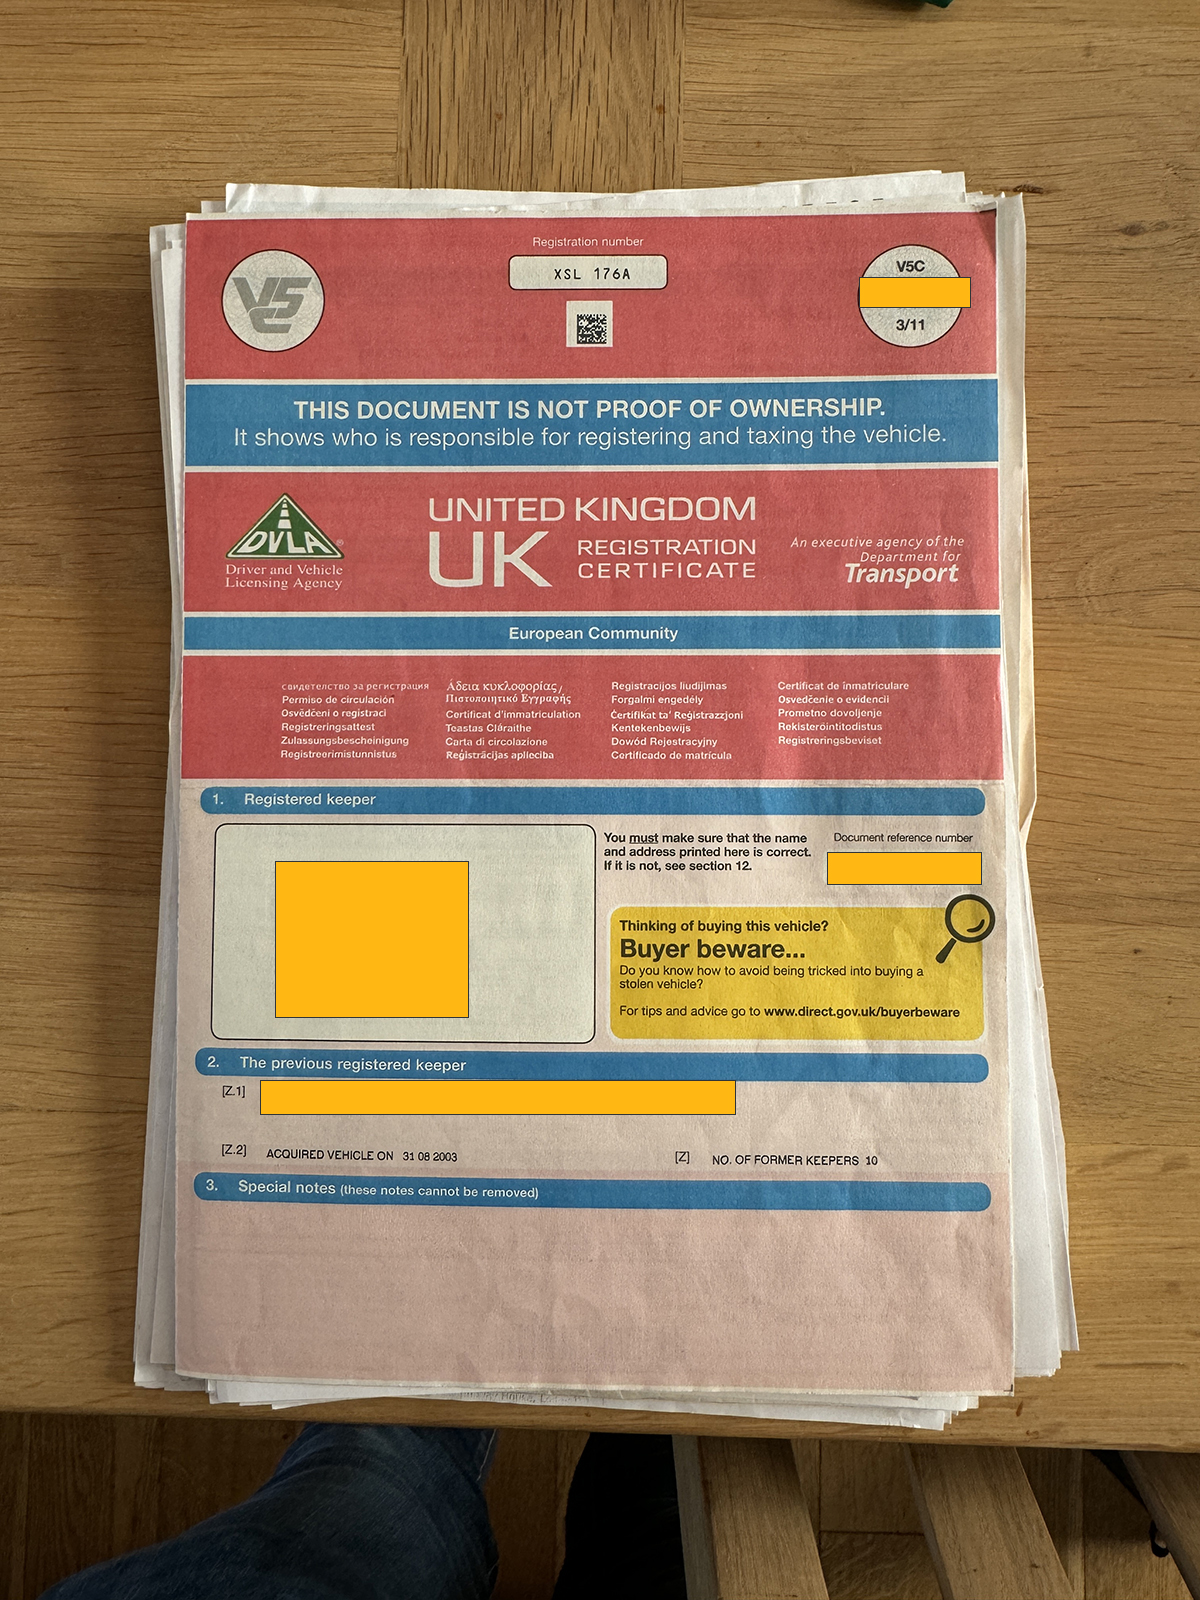 Registration number
XSL 176A
V5C
V5C
3/11
THIS DOCUMENT IS NOT PROOF OF OWNERSHIP.
It shows who is responsible for registering and taxing the vehicle.
DVLA®
Driver and Vehicle
Licensing Agency
UNITED KINGDOM
UK REGISTRATION
CERTIFICATE
An executive agency of the
Department for
Transport
European Community
свидетелство за регистрация
Permiso de circulación
Osvědčení o registraci
Registreringsattest
Zulassungsbescheinigung
Registreerimistunnistus
Άδεια κυκλοφορίας/
Πιστοποιητικό Εγγραφής
Certificat d'immatriculation
Teastas Cláraithe
Carta di circolazione
Reģistrācijas apliecība
Registracijos liudijimas
Forgalmi engedély
Ċertifikat ta' Reġistrazzjoni
Kentekenbewijs
Dowód Rejestracyjny
Certificado de matrícula
Certificat de înmatriculare
Osvedčenie o evidencii
Prometno dovoljenje
Rekisteröintitodistus
Registreringsbeviset
1. Registered keeper
You must make sure that the name
and address printed here is correct.
If it is not, see section 12.
Document reference number
Thinking of buying this vehicle?
Buyer beware...
Do you know how to avoid being tricked into buying a
stolen vehicle?
For tips and advice go to www.direct.gov.uk/buyerbeware
2. The previous registered keeper
[Z.1]
[Z.2] ACQUIRED VEHICLE ON 31 08 2003
[Z] NO. OF FORMER KEEPERS 10
3. Special notes (these notes cannot be removed)